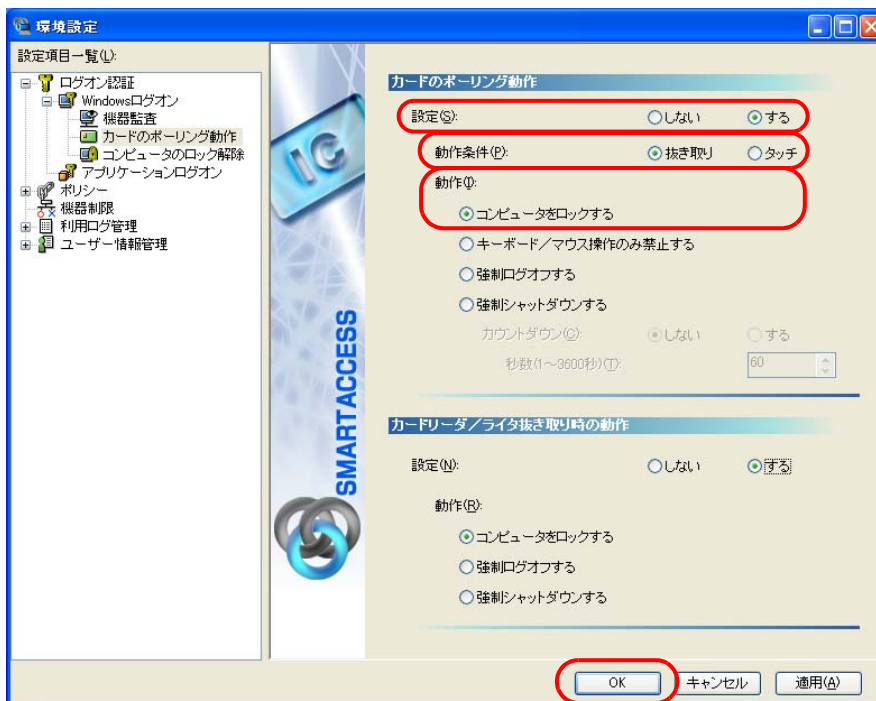 環境設定
設定項目一覧(L):
ログオン認証
Windowsログオン
機器監査
カードのポーリング動作
コンピュータのロック解除
アプリケーションログオン
ポリシー
機器制限
利用ログ管理
ユーザー情報管理
IC
SMARTACCESS
カードのポーリング動作
設定(S): しない する
動作条件(P): 抜き取り タッチ
動作(I):
コンピュータをロックする
キーボード／マウス操作のみ禁止する
強制ログオフする
強制シャットダウンする
カウントダウン(C): しない する
秒数(1～3600秒)(T): 60
カードリーダ／ライタ抜き取り時の動作
設定(N): しない する
動作(R):
コンピュータをロックする
強制ログオフする
強制シャットダウンする
OK キャンセル 適用(A)